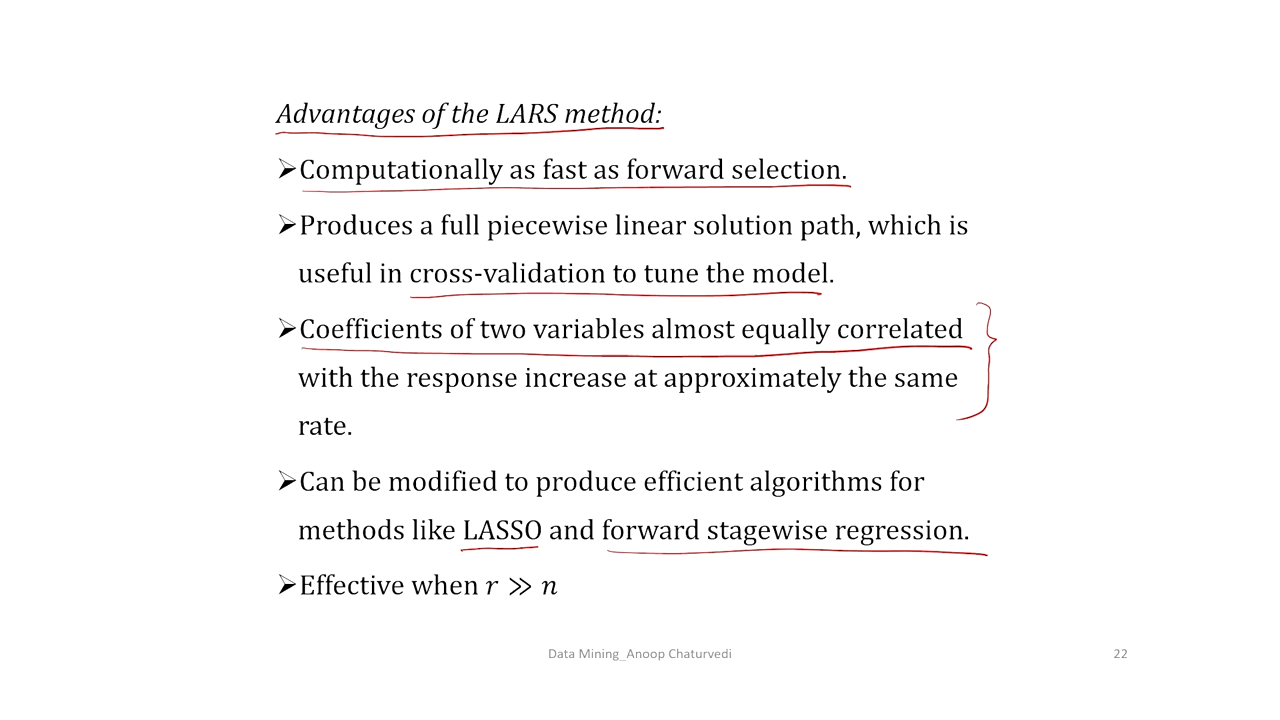 Advantages of the LARS method:
➢Computationally as fast as forward selection.
➢Produces a full piecewise linear solution path, which is
useful in cross-validation to tune the model.
➢Coefficients of two variables almost equally correlated
with the response increase at approximately the same
rate.
➢Can be modified to produce efficient algorithms for
methods like LASSO and forward stagewise regression.
➢Effective when r ≫ n
Data Mining_Anoop Chaturvedi
22